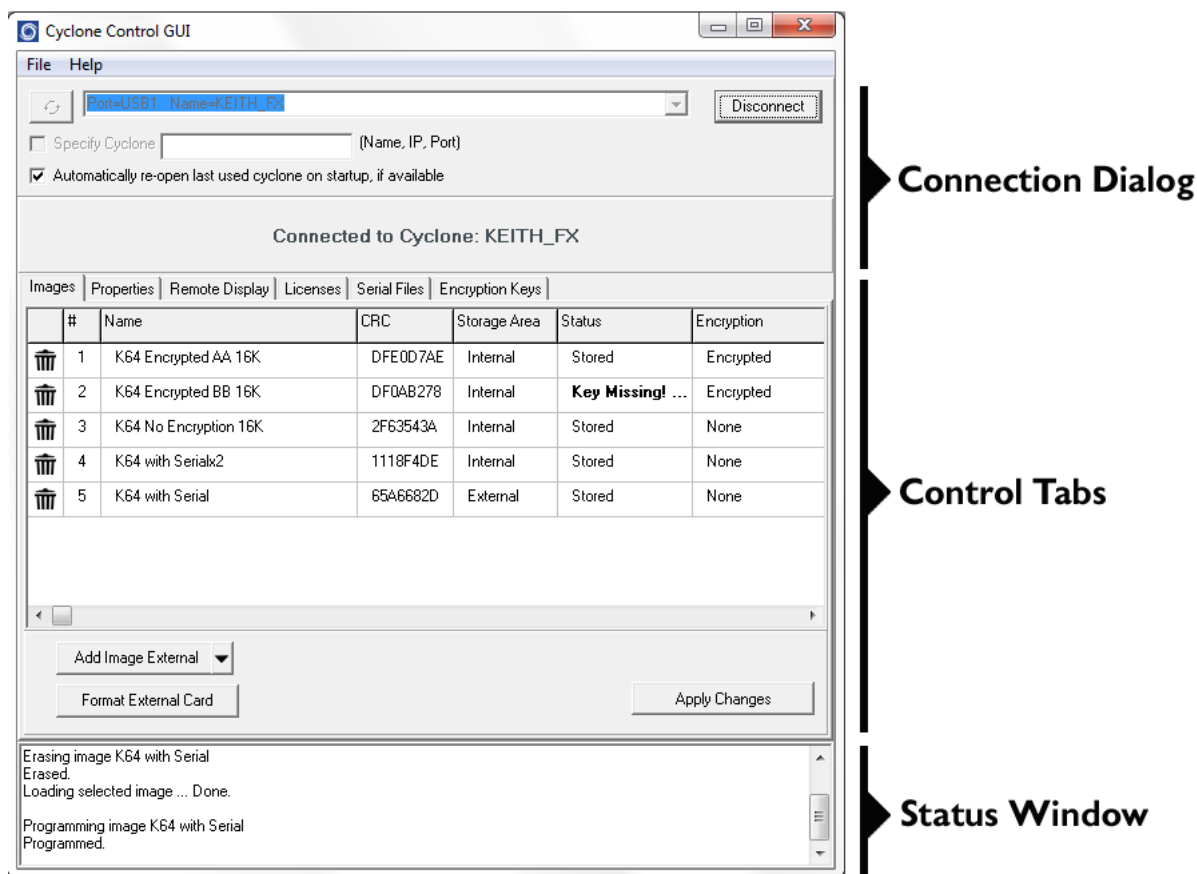 Cyclone Control GUI
File Help
Port=USB1 Name=KEITH_FX
Disconnect
Specify Cyclone (Name, IP, Port)
Automatically re-open last used cyclone on startup, if available
Connection Dialog
Connected to Cyclone: KEITH_FX
Images Properties Remote Display Licenses Serial Files Encryption Keys
# Name CRC Storage Area Status Encryption
1 K64 Encrypted AA 16K DFE0D7AE Internal Stored Encrypted
2 K64 Encrypted BB 16K DF0AB278 Internal Key Missing! ... Encrypted
3 K64 No Encryption 16K 2F63543A Internal Stored None
4 K64 with Serialx2 1118F4DE Internal Stored None
5 K64 with Serial 65A6682D External Stored None
Control Tabs
Add Image External
Format External Card
Apply Changes
Erasing image K64 with Serial
Erased.
Loading selected image ... Done.
Programming image K64 with Serial
Programmed.
Status Window